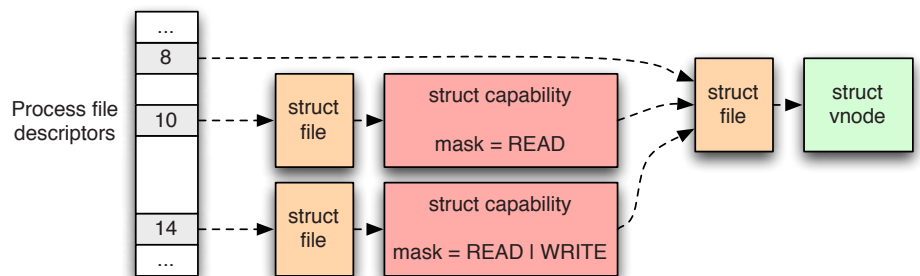 ...
8
Process file
descriptors
10
14
...
struct
file
struct capability
mask = READ
struct
file
struct capability
mask = READ | WRITE
struct
file
struct
vnode